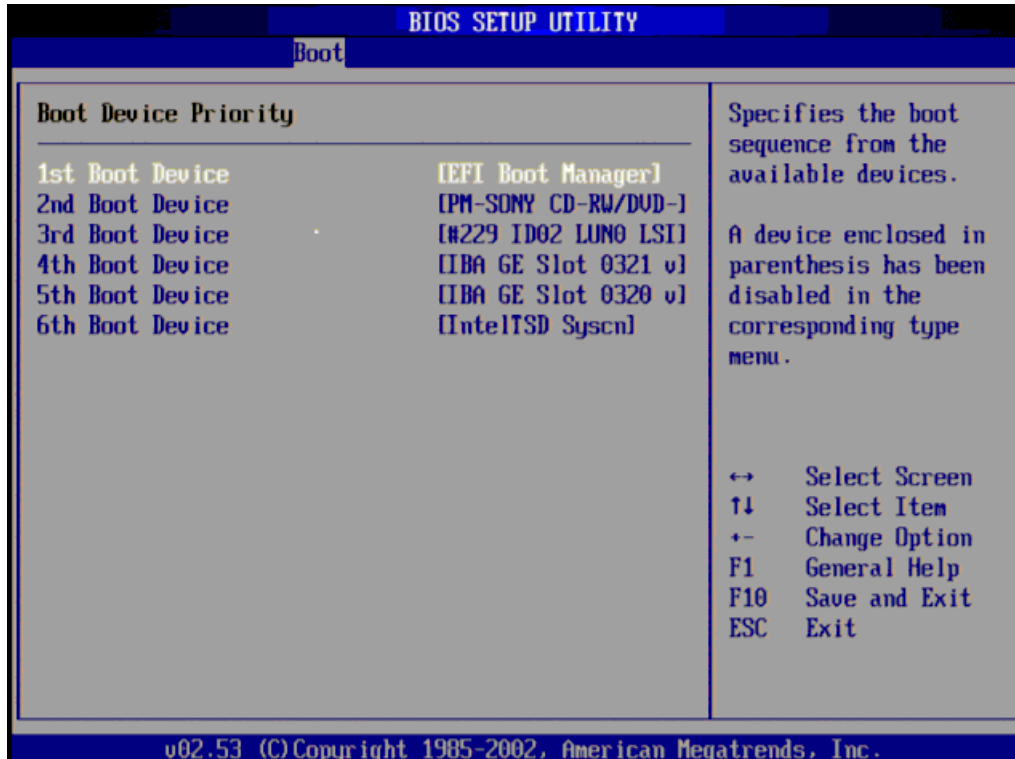 BIOS SETUP UTILITY
Boot
Boot Device Priority
1st Boot Device [EFI Boot Manager]
2nd Boot Device [PM-SONY CD-RW/DVD-]
3rd Boot Device [#229 ID02 LUN0 LSI]
4th Boot Device [IBA GE Slot 0321 v]
5th Boot Device [IBA GE Slot 0320 v]
6th Boot Device [IntelTSD Syscn]
Specifies the boot
sequence from the
available devices.
A device enclosed in
parenthesis has been
disabled in the
corresponding type
menu.
↔ Select Screen
↑↓ Select Item
+- Change Option
F1 General Help
F10 Save and Exit
ESC Exit
v02.53 (C)Copyright 1985-2002, American Megatrends, Inc.